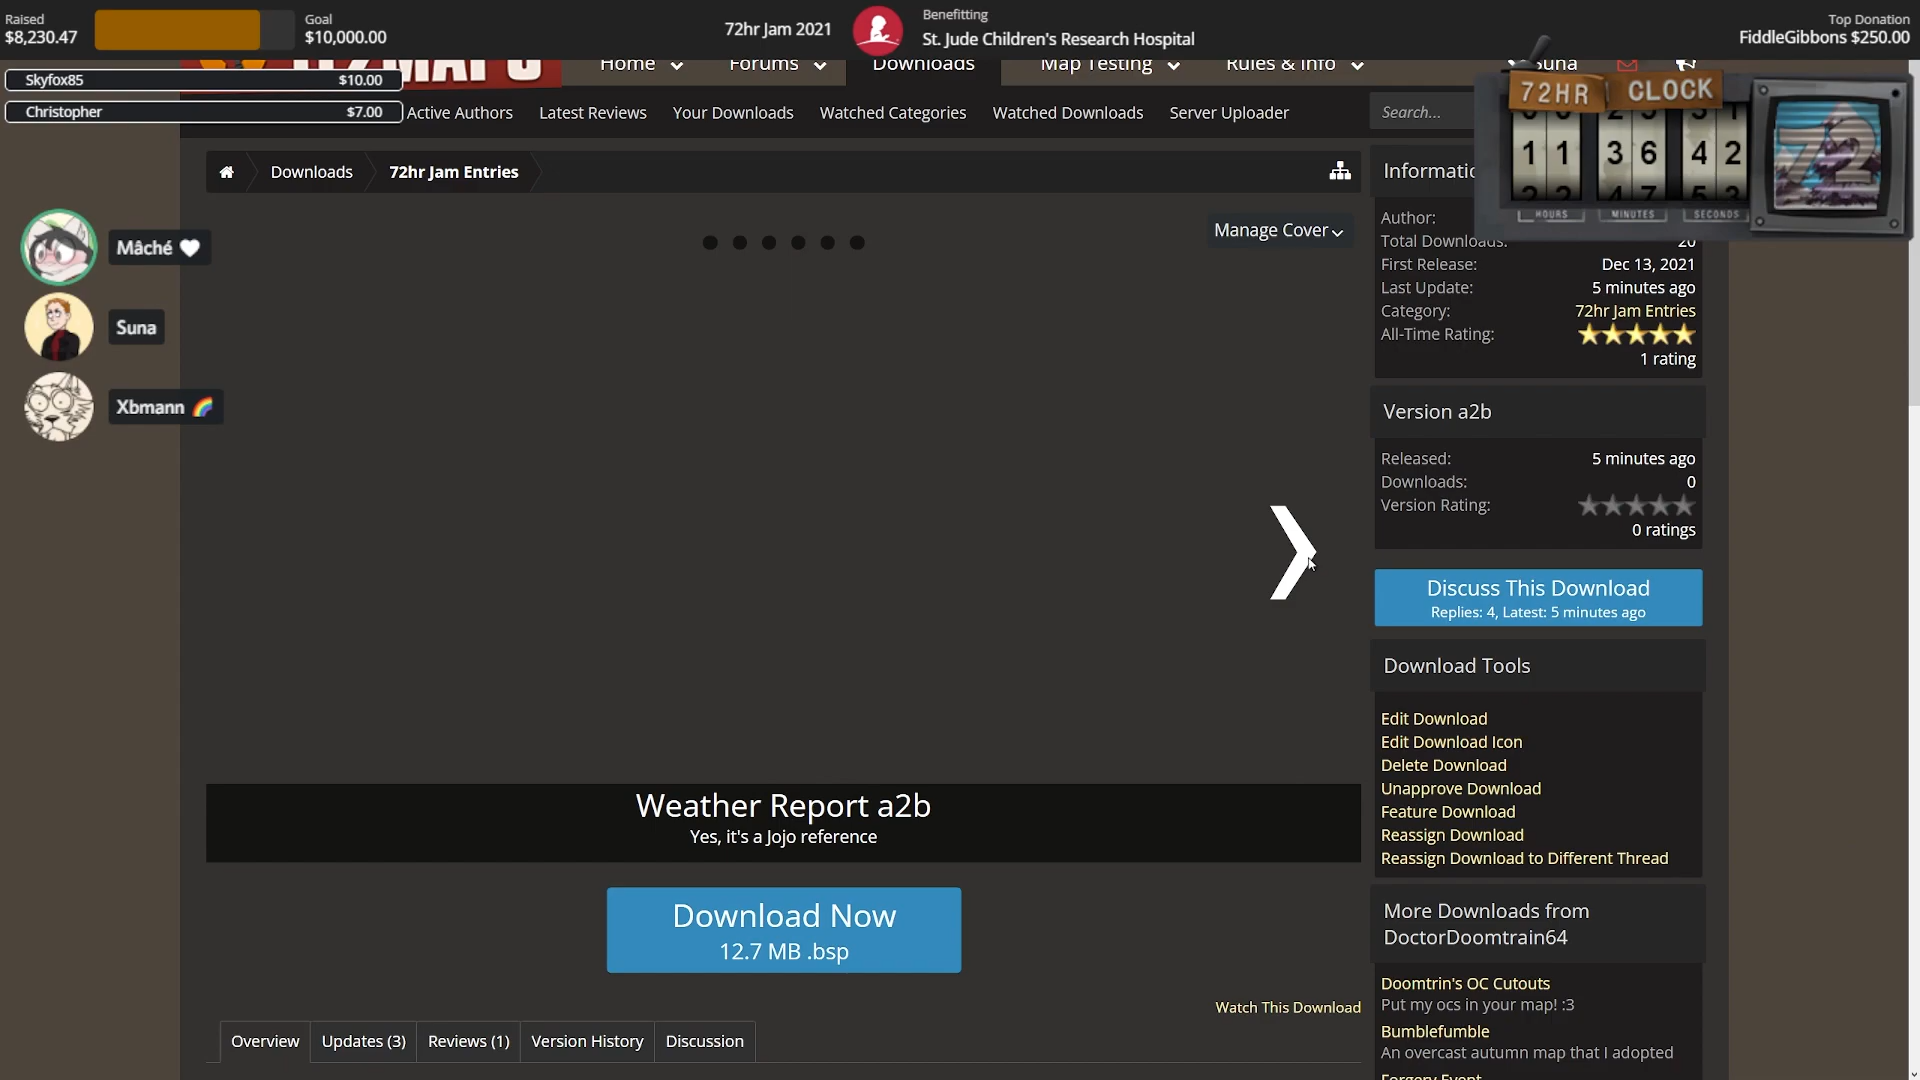 Raised
$8,230.47
Goal
$10,000.00
72hr Jam 2021
Benefitting
St. Jude Children's Research Hospital
Top Donation
FiddleGibbons $250.00
Skyfox85 $10.00
Christopher $7.00
Home
Forums
Downloads
Map Testing
Rules & Info
Suna
Active Authors
Latest Reviews
Your Downloads
Watched Categories
Watched Downloads
Server Uploader
Search...
72HR CLOCK
11 36 42
HOURS MINUTES SECONDS
72
Downloads
72hr Jam Entries
Mâché
Suna
Xbmann
Manage Cover
Author:
Total Downloads: 20
First Release: Dec 13, 2021
Last Update: 5 minutes ago
Category: 72hr Jam Entries
All-Time Rating:
1 rating
Version a2b
Released: 5 minutes ago
Downloads: 0
Version Rating:
0 ratings
Discuss This Download
Replies: 4, Latest: 5 minutes ago
Download Tools
Edit Download
Edit Download Icon
Delete Download
Unapprove Download
Feature Download
Reassign Download
Reassign Download to Different Thread
Weather Report a2b
Yes, it's a Jojo reference
Download Now
12.7 MB .bsp
Watch This Download
Overview
Updates (3)
Reviews (1)
Version History
Discussion
More Downloads from
DoctorDoomtrain64
Doomtrin's OC Cutouts
Put my ocs in your map! :3
Bumblefumble
An overcast autumn map that I adopted